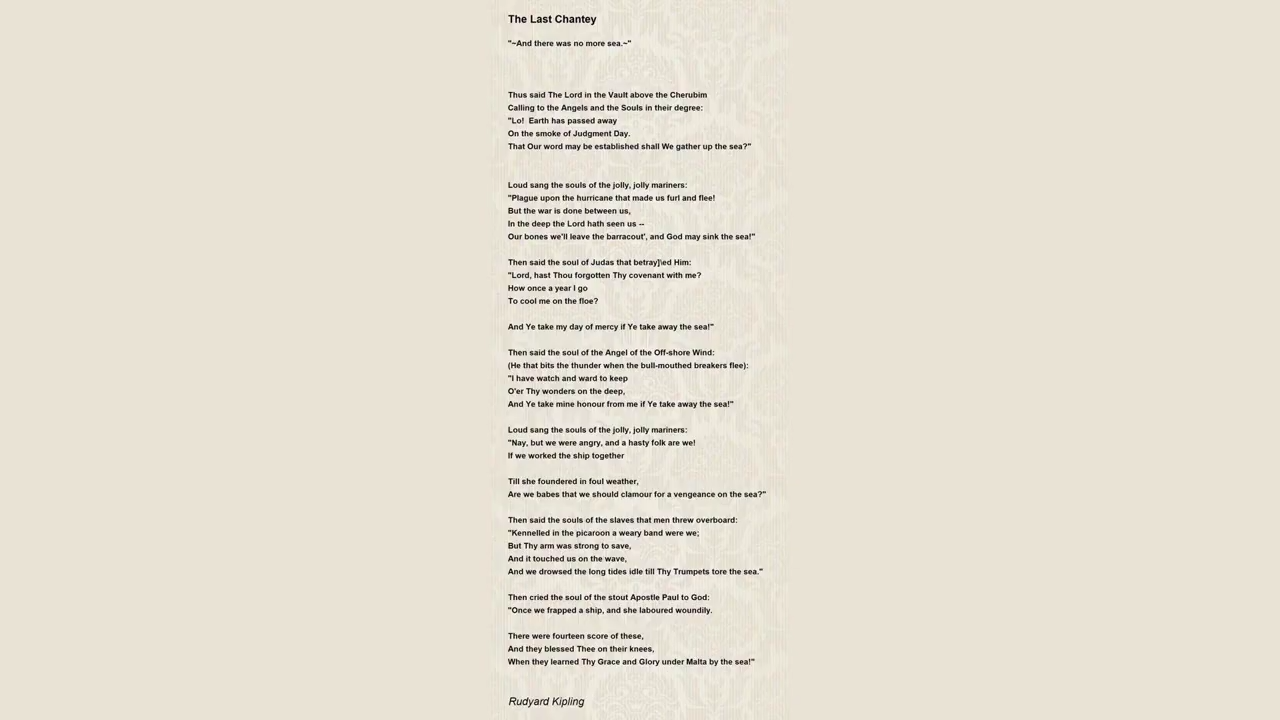 The Last Chantey
"~And there was no more sea.~"
Thus said The Lord in the Vault above the Cherubim
Calling to the Angels and the Souls in their degree:
"Lo!  Earth has passed away
On the smoke of Judgment Day.
That Our word may be established shall We gather up the sea?"
Loud sang the souls of the jolly, jolly mariners:
"Plague upon the hurricane that made us furl and flee!
But the war is done between us,
In the deep the Lord hath seen us --
Our bones we'll leave the barracout', and God may sink the sea!"
Then said the soul of Judas that betray]\ed Him:
"Lord, hast Thou forgotten Thy covenant with me?
How once a year I go
To cool me on the floe?
And Ye take my day of mercy if Ye take away the sea!"
Then said the soul of the Angel of the Off-shore Wind:
(He that bits the thunder when the bull-mouthed breakers flee):
"I have watch and ward to keep
O'er Thy wonders on the deep,
And Ye take mine honour from me if Ye take away the sea!"
Loud sang the souls of the jolly, jolly mariners:
"Nay, but we were angry, and a hasty folk are we!
If we worked the ship together
Till she foundered in foul weather,
Are we babes that we should clamour for a vengeance on the sea?"
Then said the souls of the slaves that men threw overboard:
"Kennelled in the picaroon a weary band were we;
But Thy arm was strong to save,
And it touched us on the wave,
And we drowsed the long tides idle till Thy Trumpets tore the sea."
Then cried the soul of the stout Apostle Paul to God:
"Once we frapped a ship, and she laboured woundily.
There were fourteen score of these,
And they blessed Thee on their knees,
When they learned Thy Grace and Glory under Malta by the sea!"
Rudyard Kipling